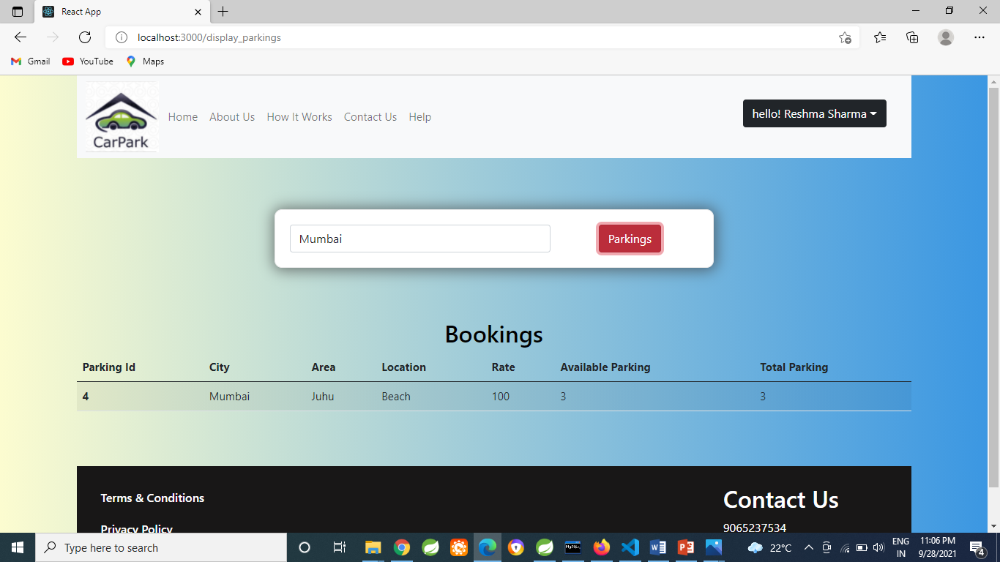 React App
localhost:3000/display_parkings
Gmail YouTube Maps
CarPark
Home About Us How It Works Contact Us Help
hello! Reshma Sharma
Mumbai Parkings
Bookings
Parking Id City Area Location Rate Available Parking Total Parking
4 Mumbai Juhu Beach 100 3 3
Terms & Conditions
Privacy Policy
Contact Us
9065237534
Type here to search
MySQL
22°C
ENG
IN
11:06 PM
9/28/2021
4